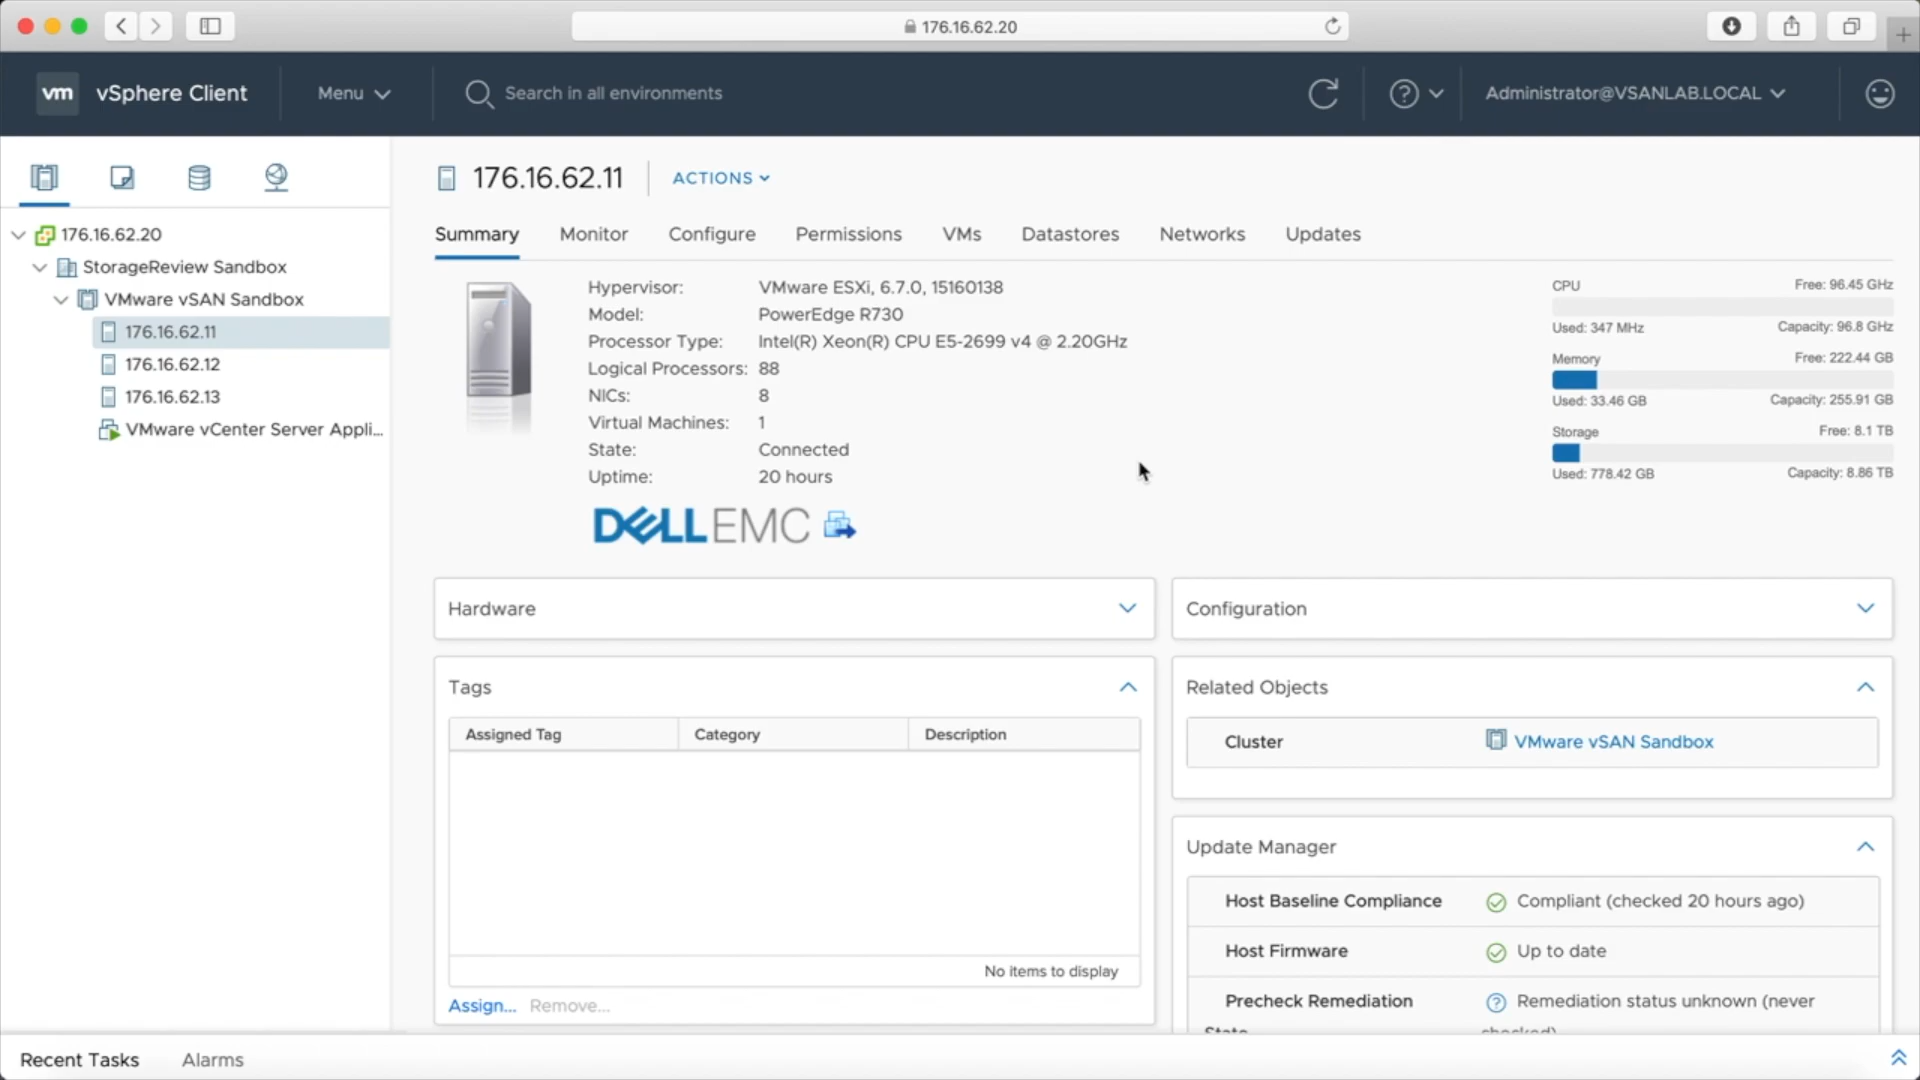 176.16.62.20
vm vSphere Client Menu Search in all environments Administrator@VSANLAB.LOCAL
176.16.62.20
StorageReview Sandbox
VMware vSAN Sandbox
176.16.62.11
176.16.62.12
176.16.62.13
VMware vCenter Server Appli...
176.16.62.11 ACTIONS
Summary Monitor Configure Permissions VMs Datastores Networks Updates
Hypervisor: VMware ESXi, 6.7.0, 15160138
Model: PowerEdge R730
Processor Type: Intel(R) Xeon(R) CPU E5-2699 v4 @ 2.20GHz
Logical Processors: 88
NICs: 8
Virtual Machines: 1
State: Connected
Uptime: 20 hours
DELLEMC
CPU Free: 96.45 GHz
Used: 347 MHz Capacity: 96.8 GHz
Memory Free: 222.44 GB
Used: 33.46 GB Capacity: 255.91 GB
Storage Free: 8.1 TB
Used: 778.42 GB Capacity: 8.86 TB
Hardware
Tags
Assigned Tag Category Description
No items to display
Assign... Remove...
Configuration
Related Objects
Cluster VMware vSAN Sandbox
Update Manager
Host Baseline Compliance Compliant (checked 20 hours ago)
Host Firmware Up to date
Precheck Remediation Remediation status unknown (never
State checked)
Recent Tasks Alarms